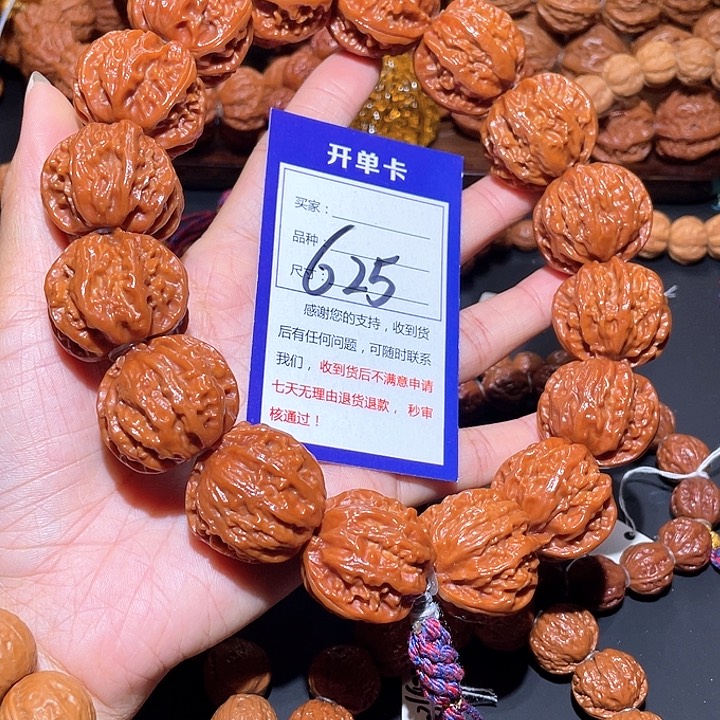 开单卡
买家：
品种：
尺寸：
625
感谢您的支持，收到货
后有任何问题，可随时联系
我们，收到货后不满意申请
七天无理由退货退款，秒审
核通过！